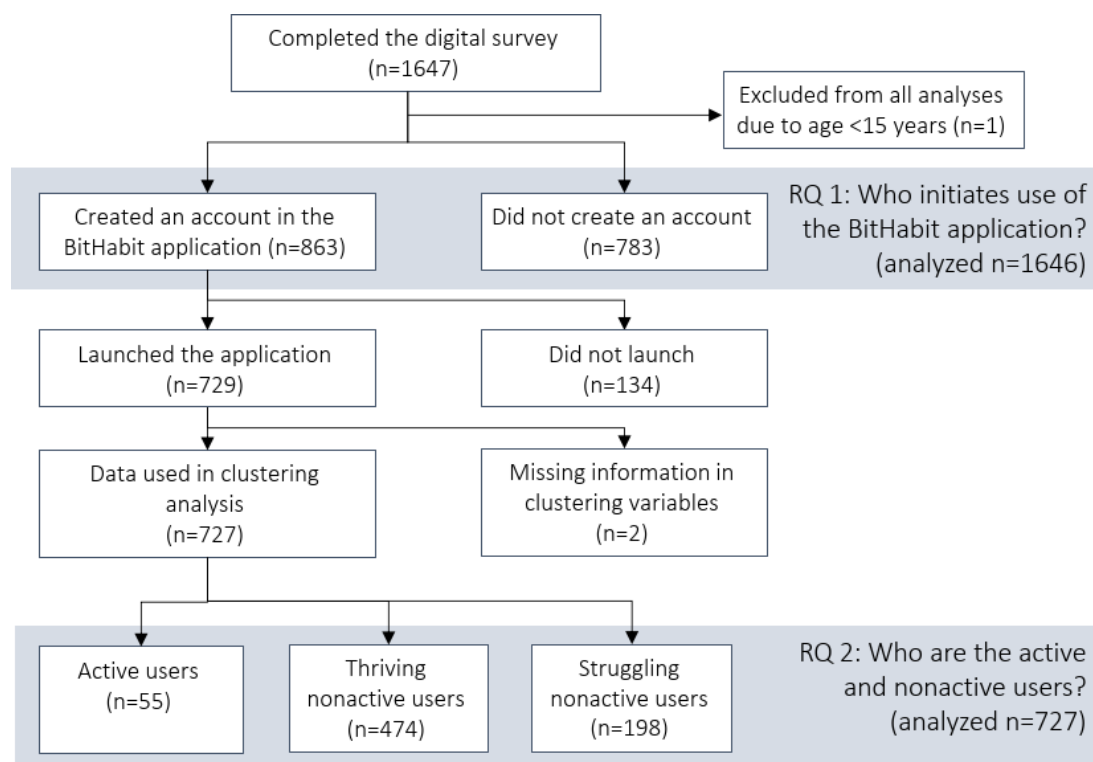 Completed the digital survey
(n=1647)
Excluded from all analyses
due to age <15 years (n=1)
RQ 1: Who initiates use of
the BitHabit application?
(analyzed n=1646)
Created an account in the
BitHabit application (n=863)
Did not create an account
(n=783)
Launched the application
(n=729)
Did not launch
(n=134)
Data used in clustering
analysis
(n=727)
Missing information in
clustering variables
(n=2)
RQ 2: Who are the active
and nonactive users?
(analyzed n=727)
Active users
(n=55)
Thriving
nonactive users
(n=474)
Struggling
nonactive users
(n=198)